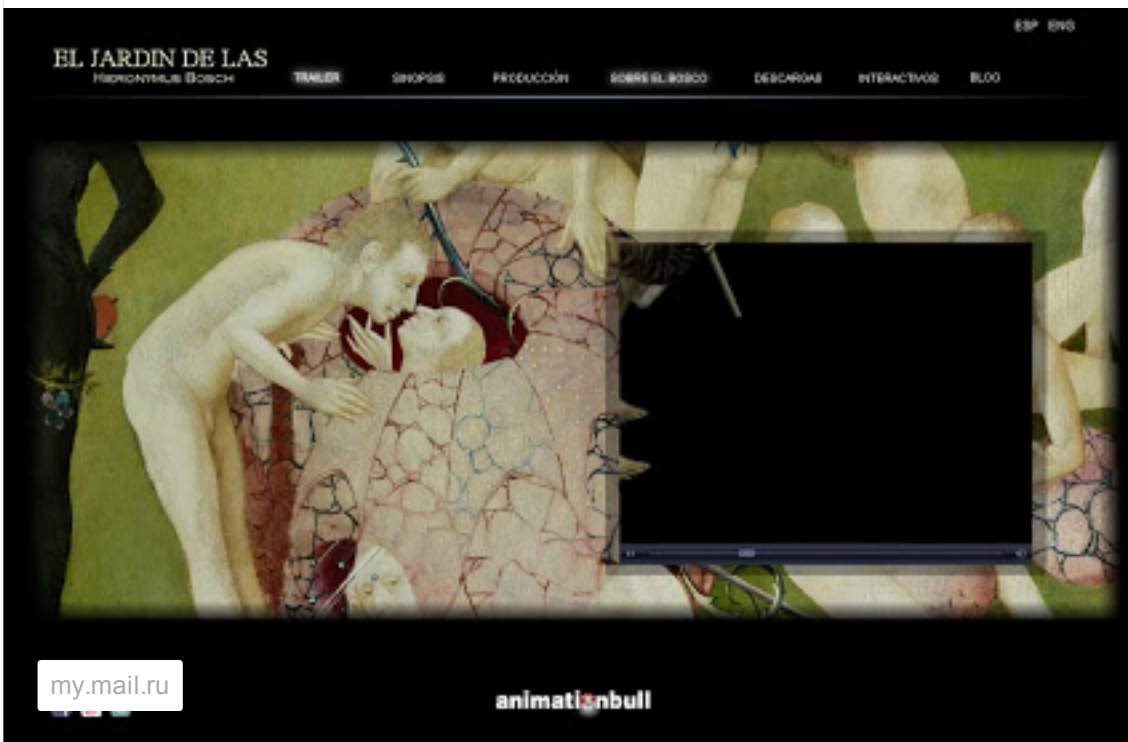 ESP ENG
EL JARDIN DE LAS
HIERONYMUS BOSCH
TRAILER SINOPSIS PRODUCCIÓN SOBRE EL BOSCO DESCARGAS INTERACTIVOS BLOG
my.mail.ru
animationbull